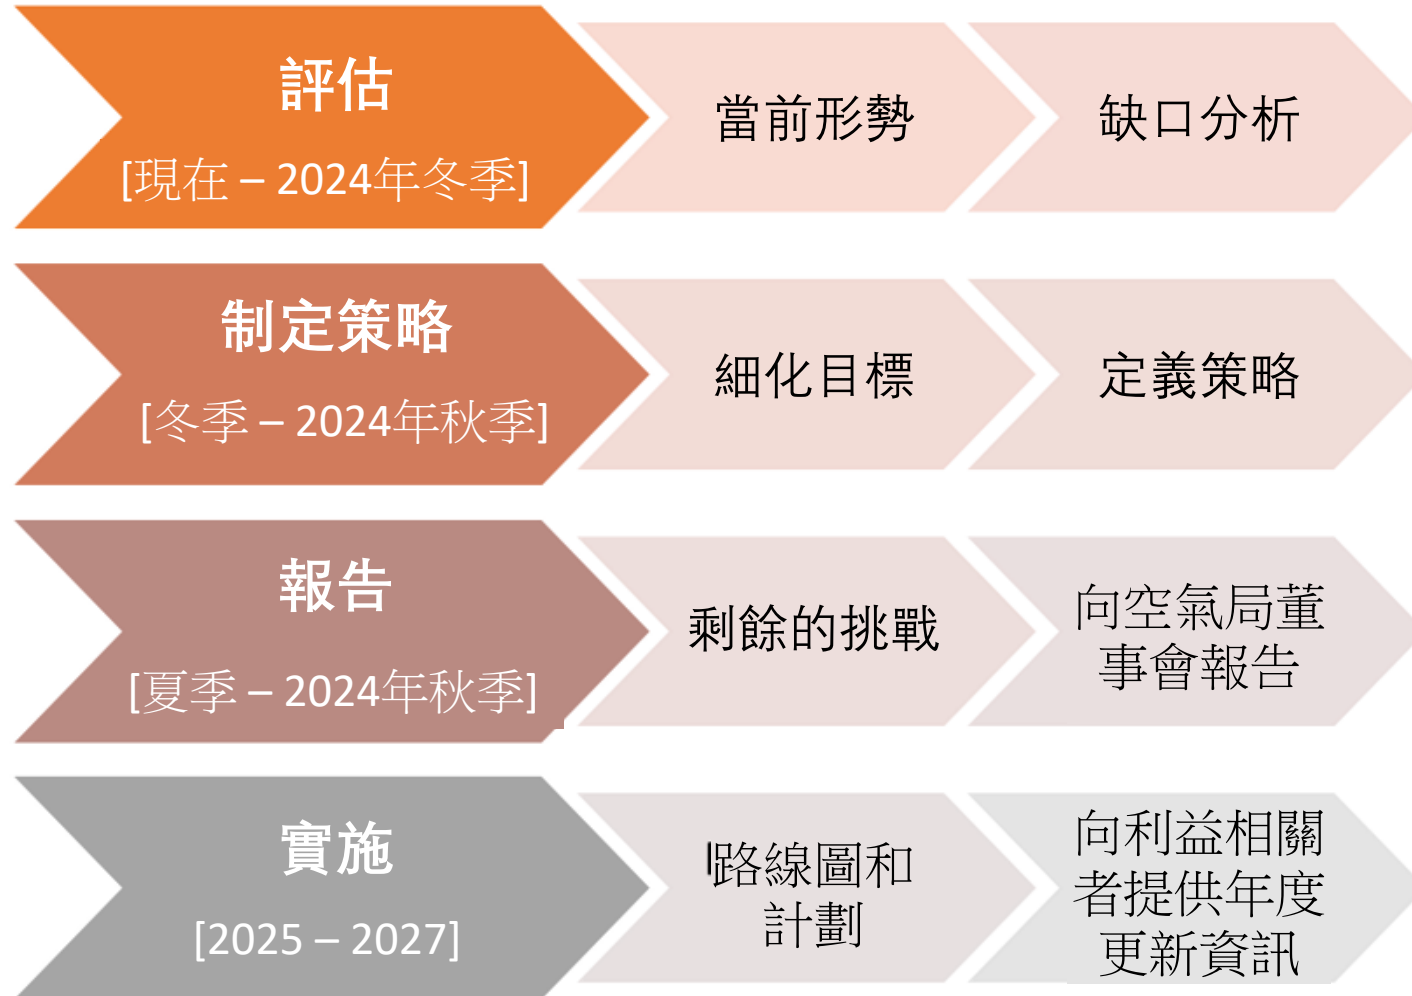 評估
[現在 – 2024年冬季]
當前形勢
缺口分析
制定策略
[冬季 – 2024年秋季]
細化目標
定義策略
報告
[夏季 – 2024年秋季]
剩餘的挑戰
向空氣局董
事會報告
實施
[2025 – 2027]
路線圖和
計劃
向利益相關
者提供年度
更新資訊